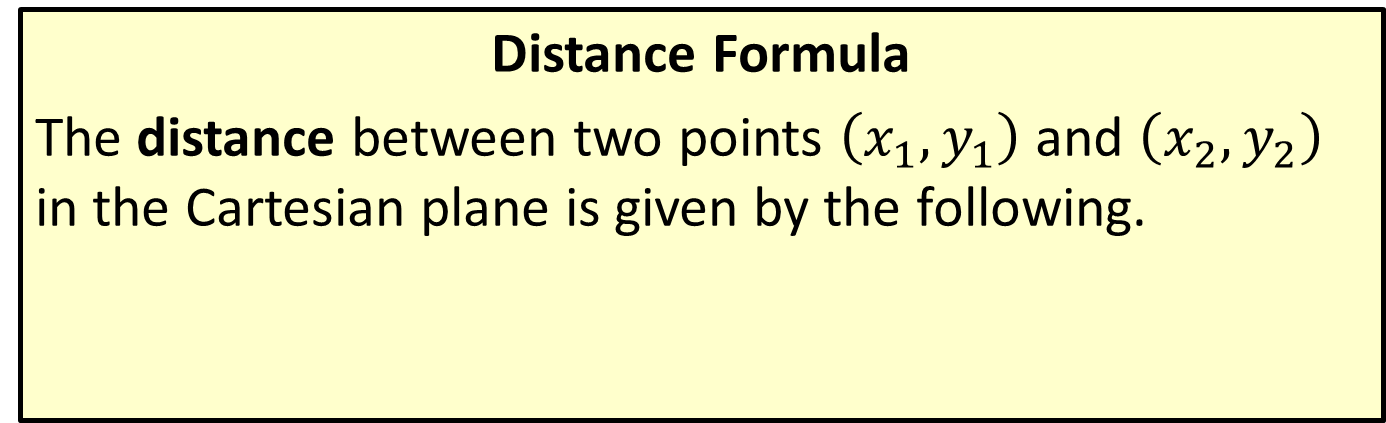 Distance Formula
The distance between two points (x₁, y₁) and (x₂, y₂)
in the Cartesian plane is given by the following.